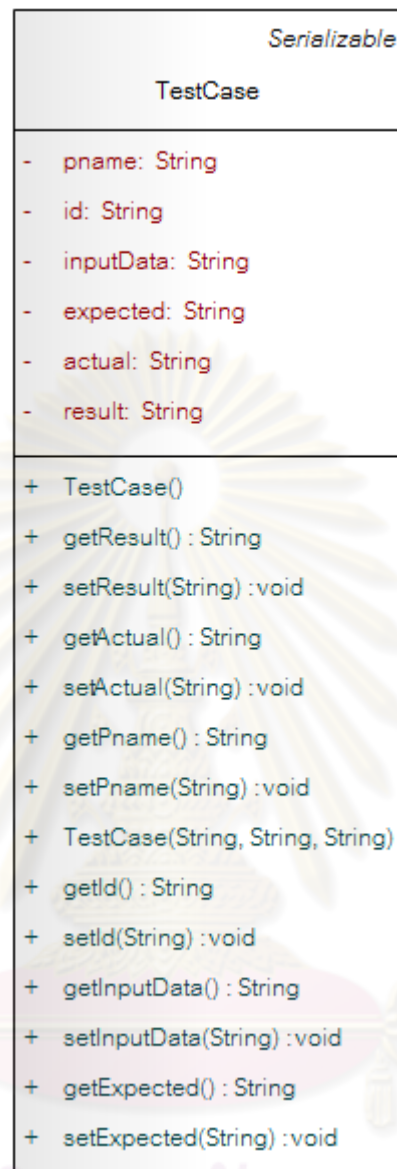 Serializable
TestCase
- pname: String
- id: String
- inputData: String
- expected: String
- actual: String
- result: String
+ TestCase()
+ getResult() : String
+ setResult(String) : void
+ getActual() : String
+ setActual(String) : void
+ getPname() : String
+ setPname(String) : void
+ TestCase(String, String, String)
+ getId() : String
+ setId(String) : void
+ getInputData() : String
+ setInputData(String) : void
+ getExpected() : String
+ setExpected(String) : void